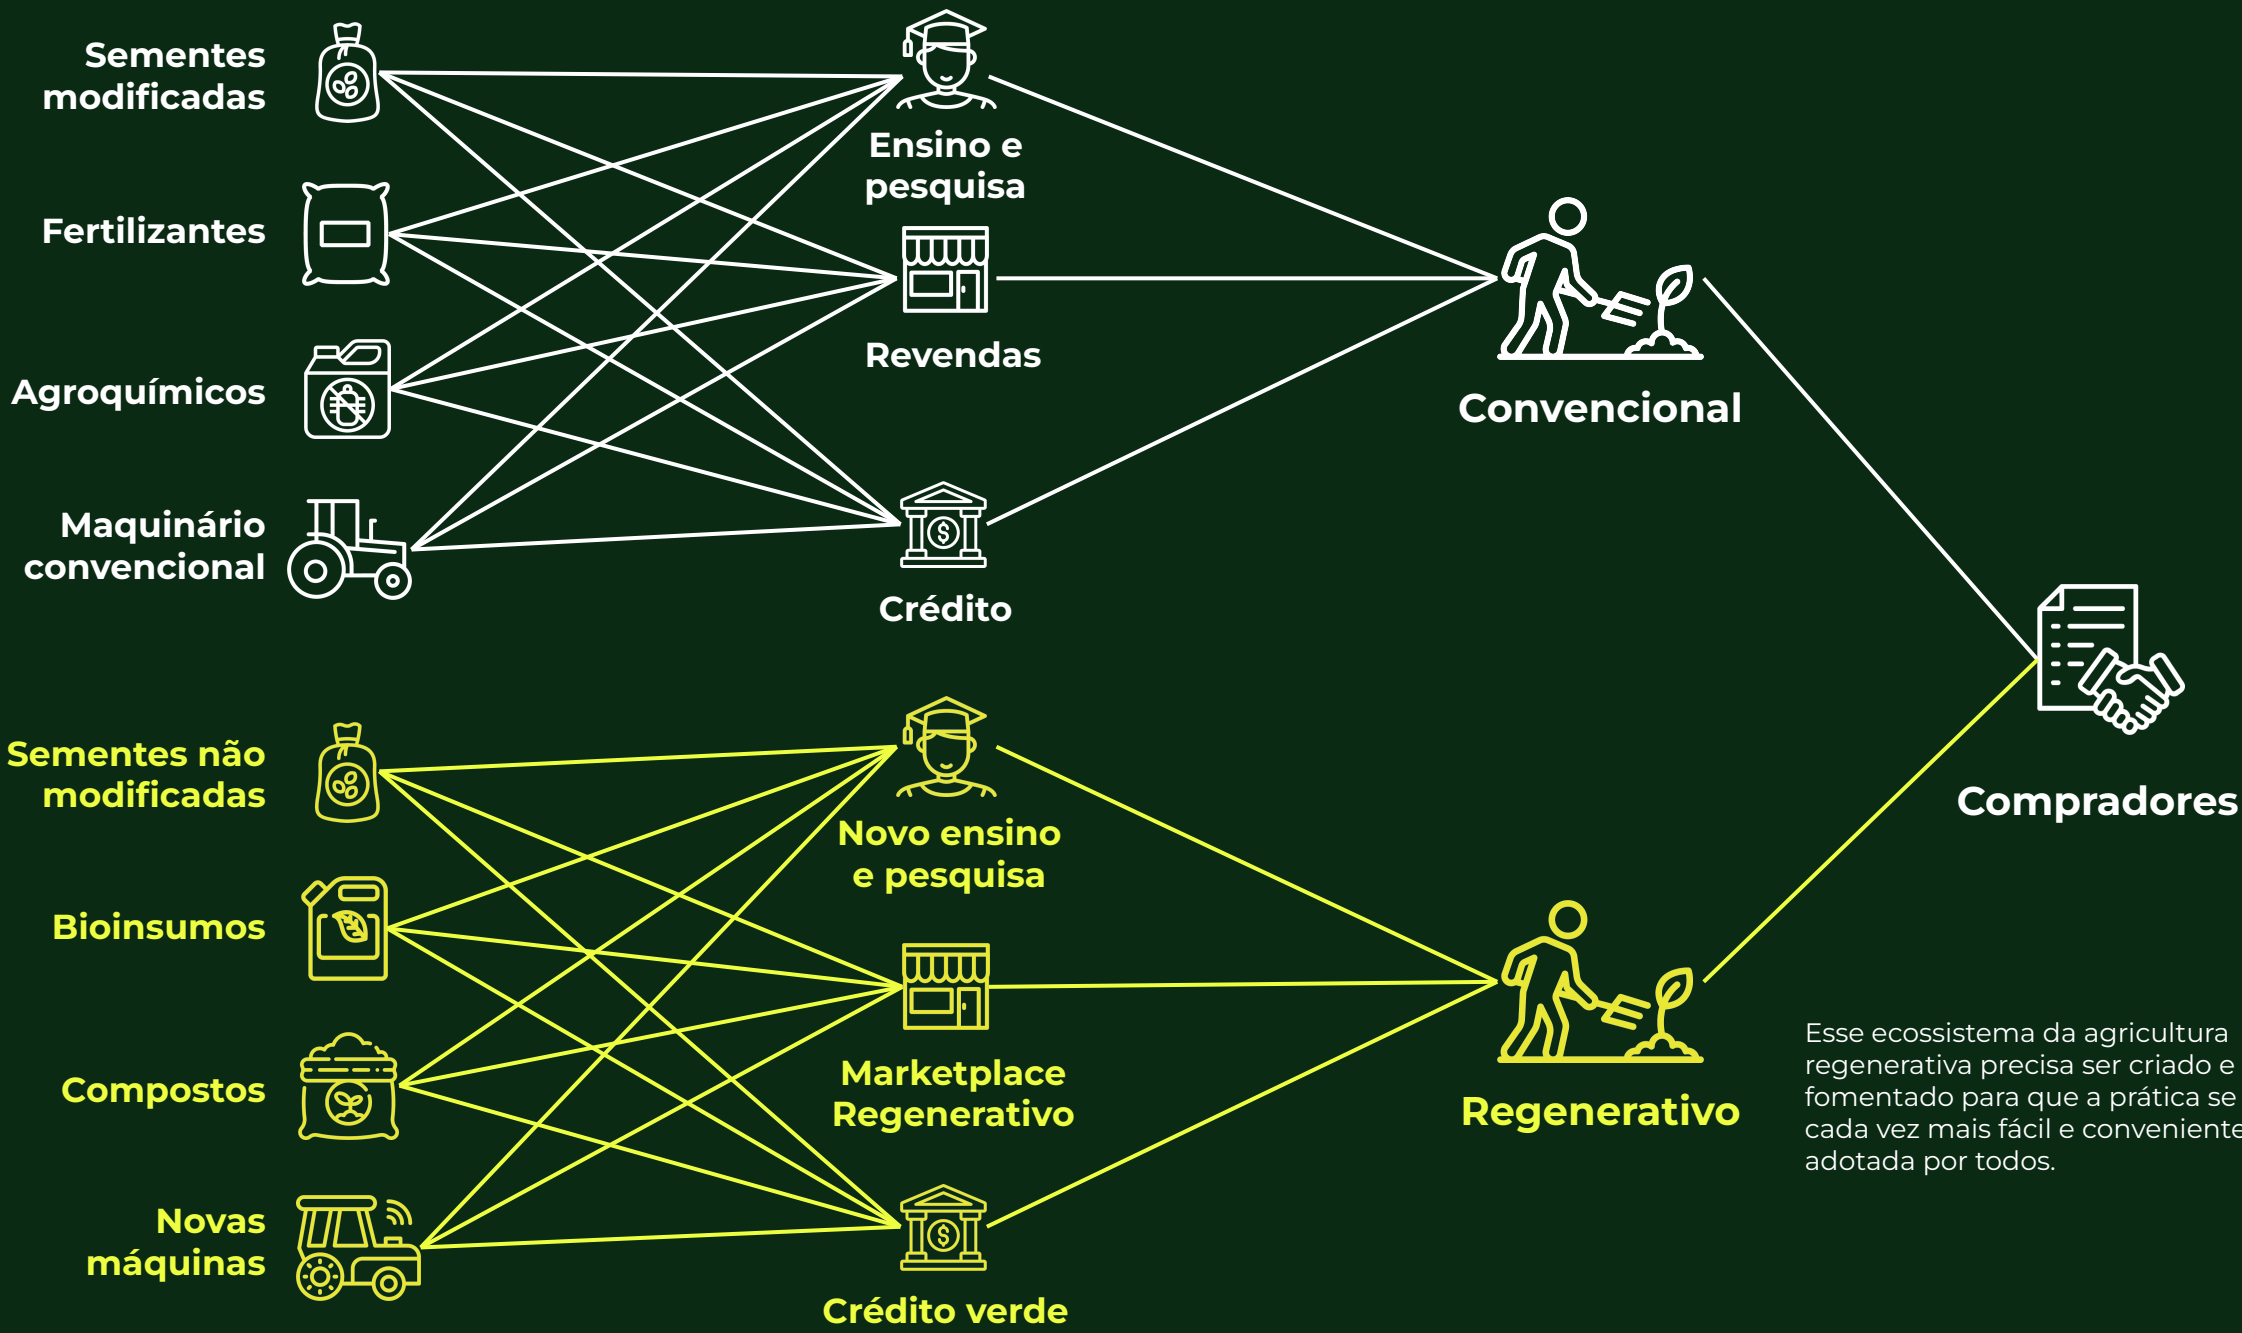 Sementes
modificadas
Fertilizantes
Agroquímicos
Maquinário
convencional
Ensino e
pesquisa
Revendas
Crédito
Convencional
Compradores
Sementes não
modificadas
Bioinsumos
Compostos
Novas
máquinas
Novo ensino
e pesquisa
Marketplace
Regenerativo
Crédito verde
Regenerativo
Esse ecossistema da agricultura
regenerativa precisa ser criado e
fomentado para que a prática se
cada vez mais fácil e conveniente
adotada por todos.